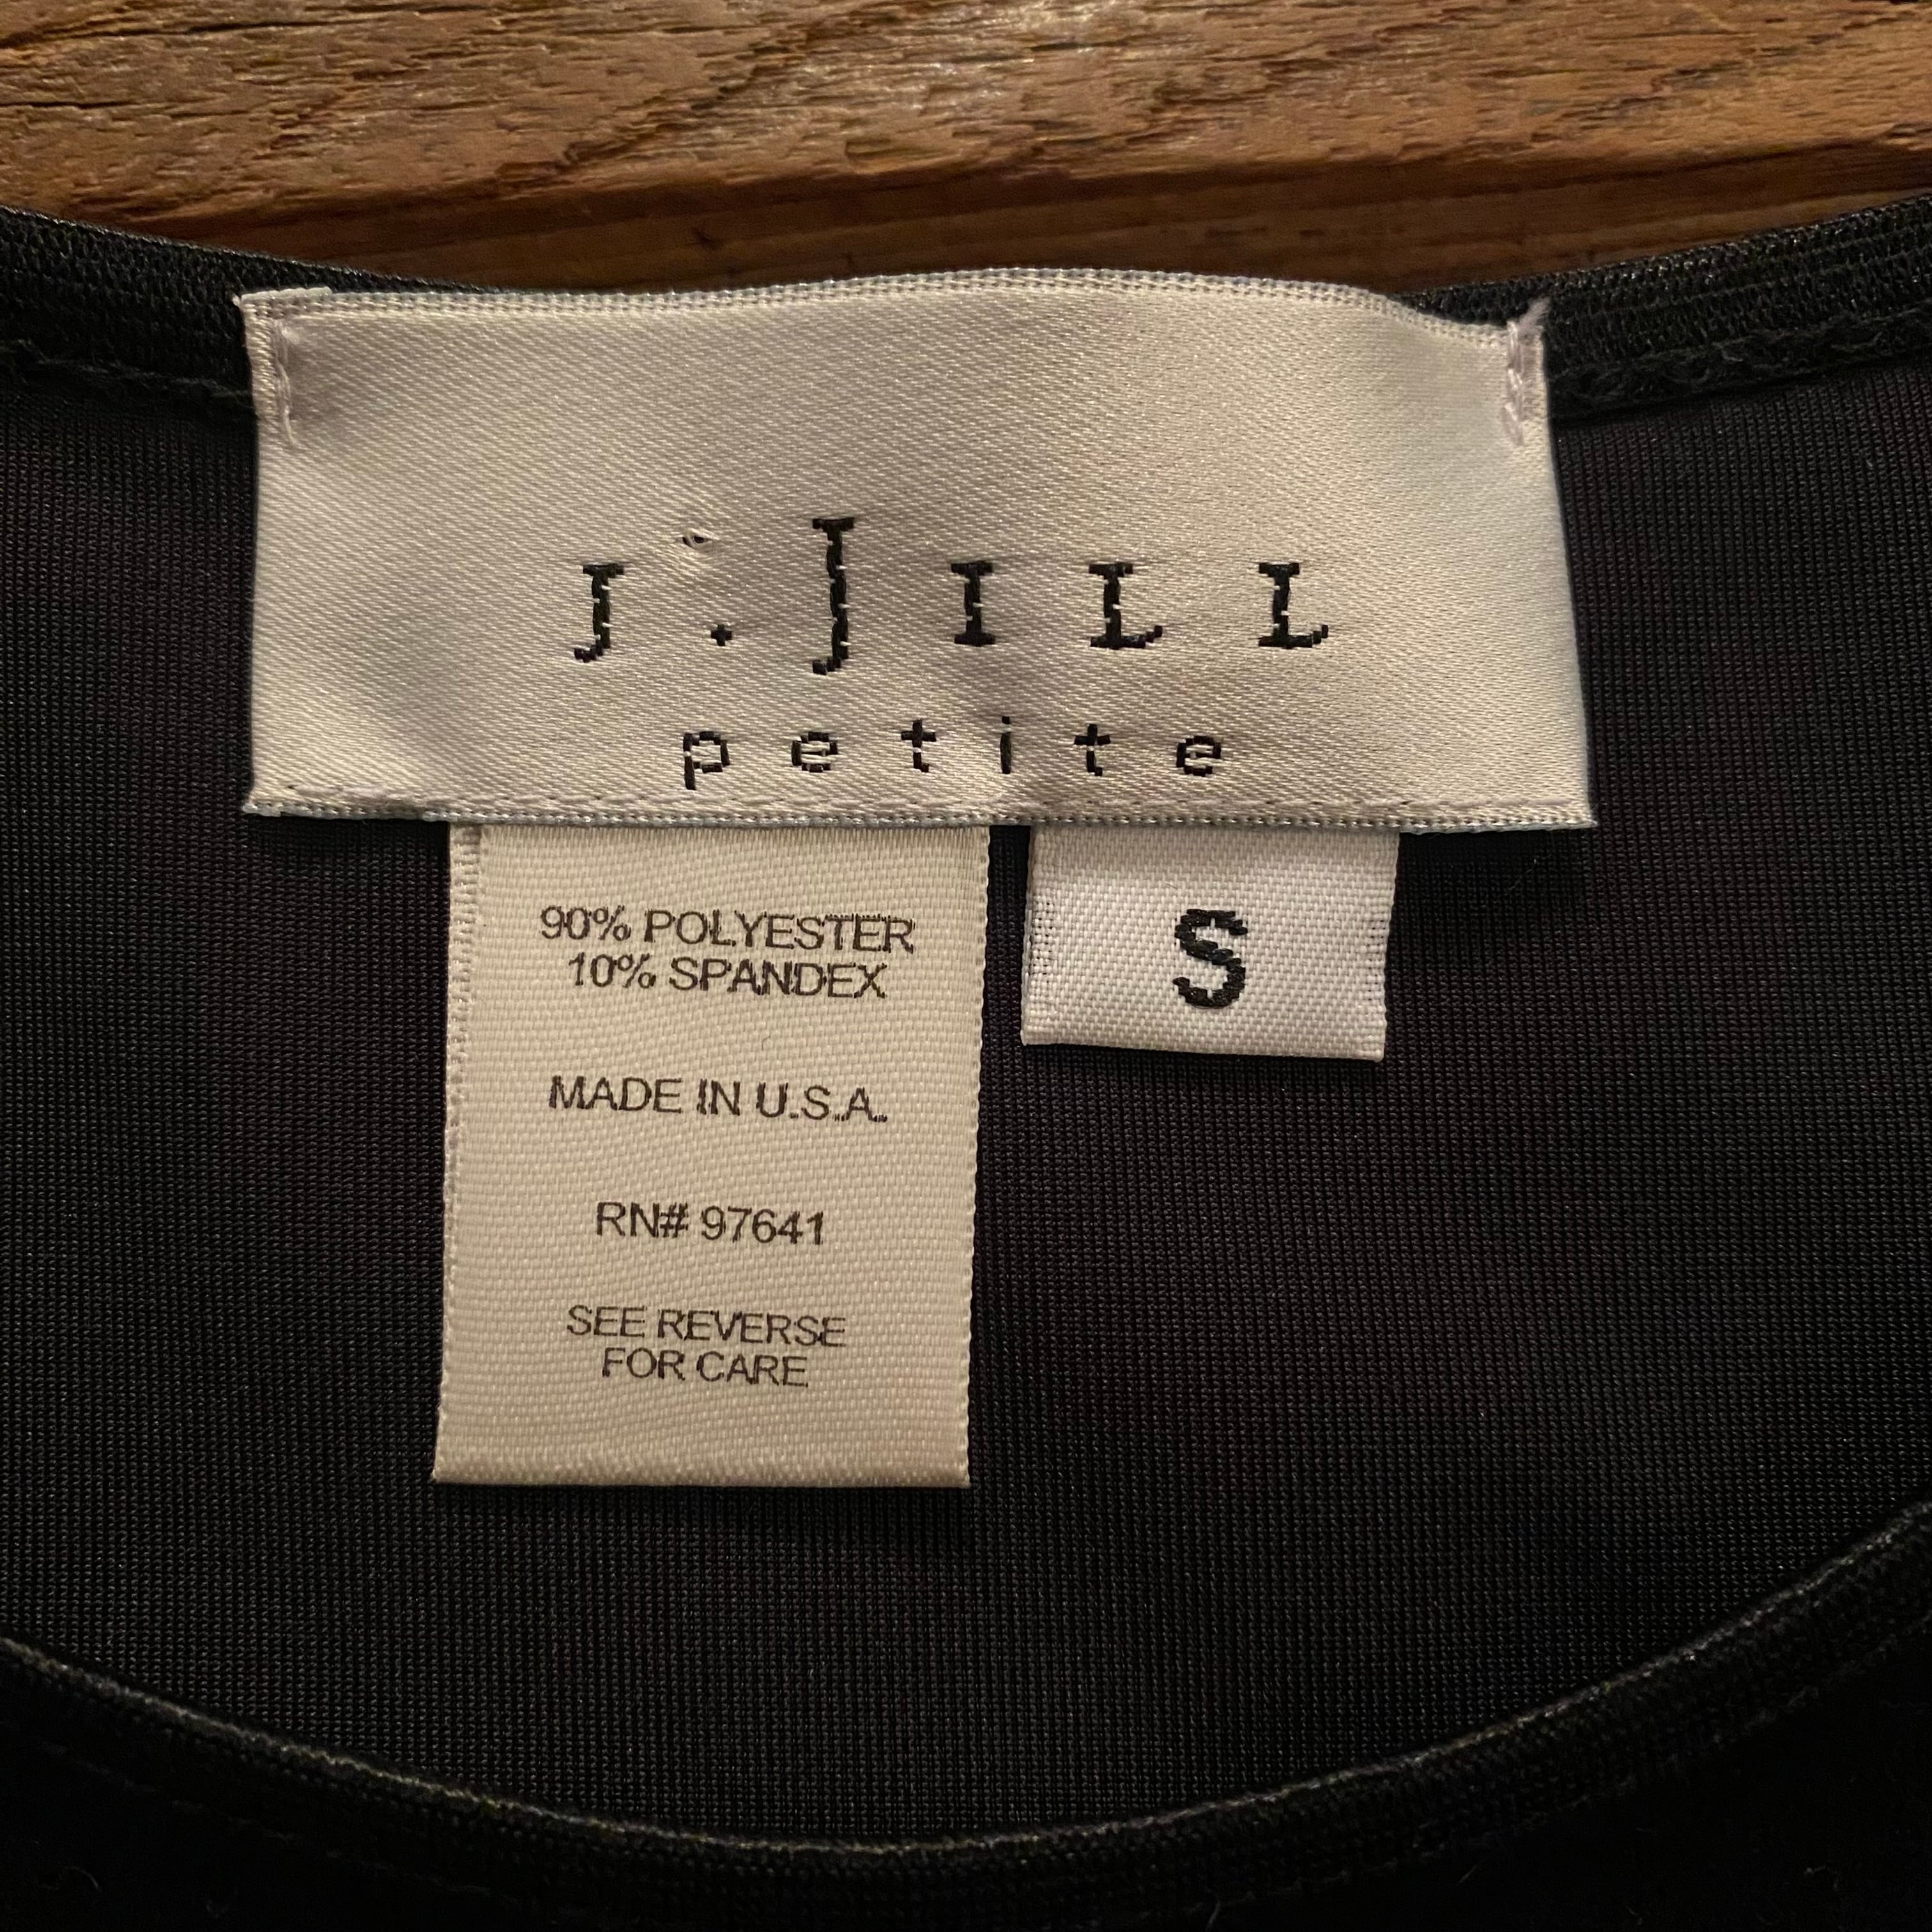 J.JILL
petite
90% POLYESTER
10% SPANDEX
MADE IN U.S.A.
RN# 97641
SEE REVERSE
FOR CARE
S